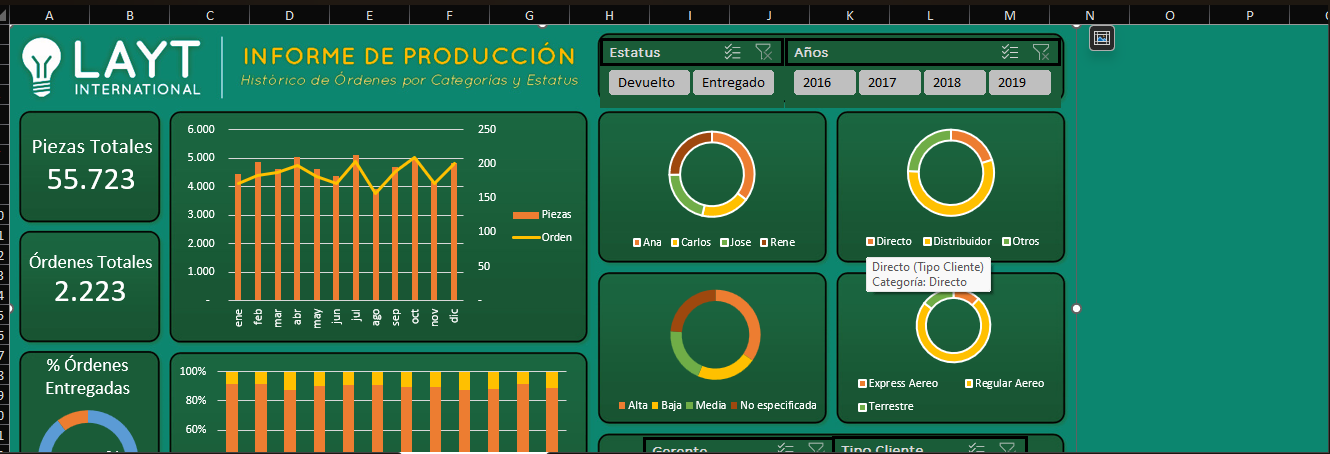 A B C D E F G H I J K L M N O P
LAYT
INTERNATIONAL
INFORME DE PRODUCCIÓN
Histórico de Órdenes por Categorías y Estatus
Estatus
Devuelto Entregado
Años
2016 2017 2018 2019
Piezas Totales
55.723
Órdenes Totales
2.223
% Órdenes
Entregadas
6.000 250
5.000 200
4.000 150
3.000
2.000 100
1.000 50
- -
Piezas
Orden
ene feb mar abr may jun jul ago sep oct nov dic
100%
80%
60%
Ana Carlos Jose Rene
Directo Distribuidor Otros
Directo (Tipo Cliente)
Categoría: Directo
Alta Baja Media No especificada
Express Aereo Regular Aereo
Terrestre
Gerente
Tipo Cliente